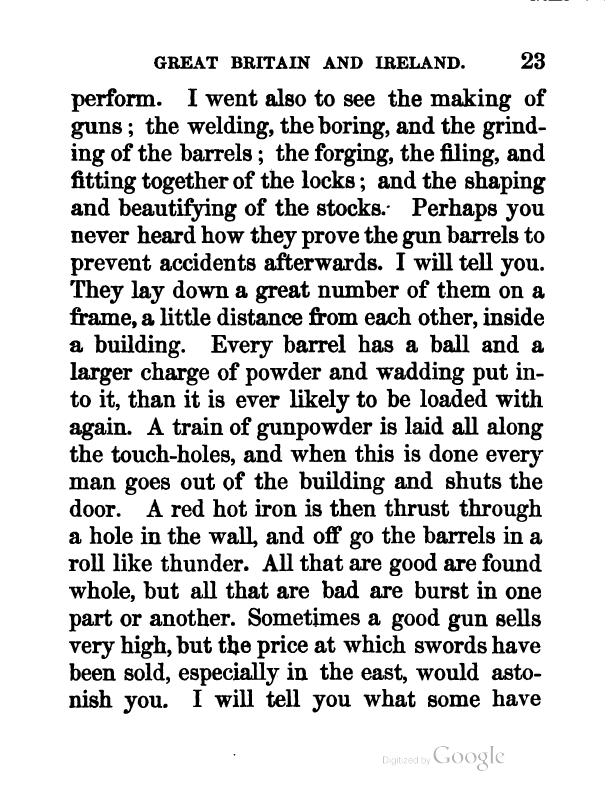 GREAT BRITAIN AND IRELAND. 23
perform. I went also to see the making of
guns; the welding, the boring, and the grind-
ing of the barrels; the forging, the filing, and
fitting together of the locks; and the shaping
and beautifying of the stocks. Perhaps you
never heard how they prove the gun barrels to
prevent accidents afterwards. I will tell you.
They lay down a great number of them on a
frame, a little distance from each other, inside
a building. Every barrel has a ball and a
larger charge of powder and wadding put in-
to it, than it is ever likely to be loaded with
again. A train of gunpowder is laid all along
the touch-holes, and when this is done every
man goes out of the building and shuts the
door. A red hot iron is then thrust through
a hole in the wall, and off go the barrels in a
roll like thunder. All that are good are found
whole, but all that are bad are burst in one
part or another. Sometimes a good gun sells
very high, but the price at which swords have
been sold, especially in the east, would asto-
nish you. I will tell you what some have
Digitized by Google